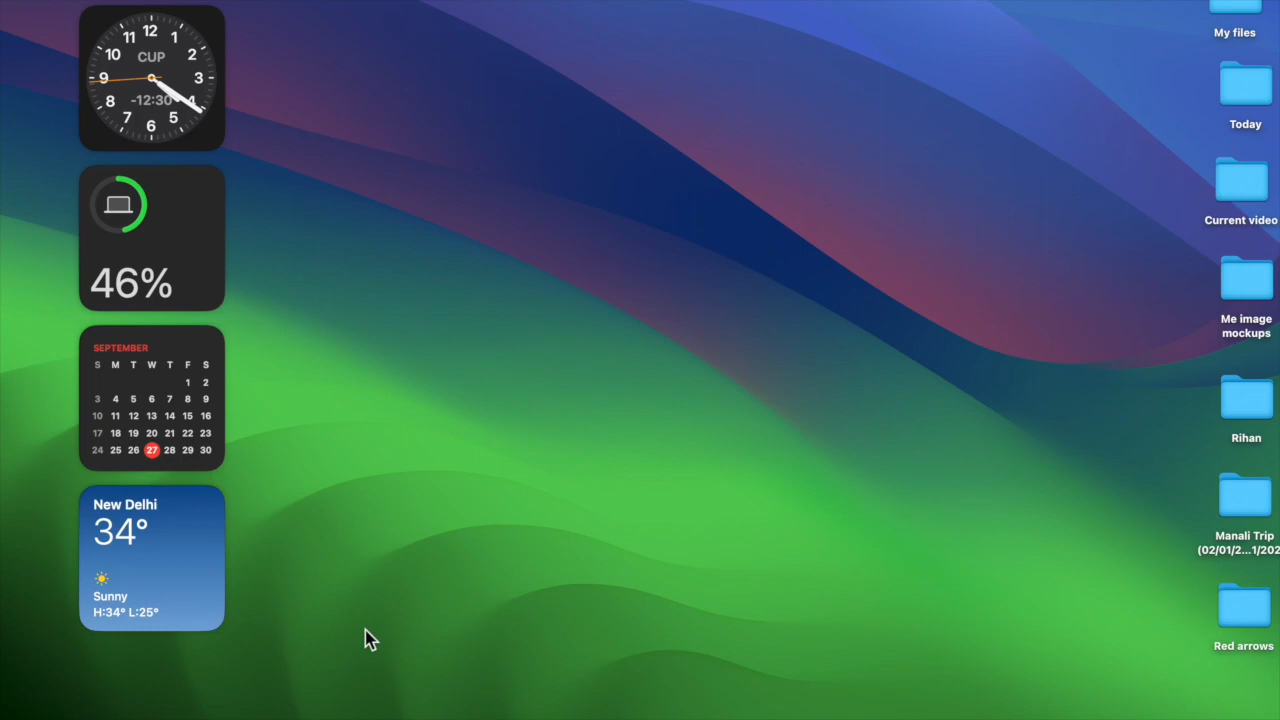 12
11
1
10
CUP
2
9
3
8
-12:30
4
7
5
6
46%
SEPTEMBER
S M T W T F S
1 2
3 4 5 6 7 8 9
10 11 12 13 14 15 16
17 18 19 20 21 22 23
24 25 26 27 28 29 30
New Delhi
34°
Sunny
H:34° L:25°
My files
Today
Current video
Me image
mockups
Rihan
Manali Trip
(02/01/2...1/202
Red arrows